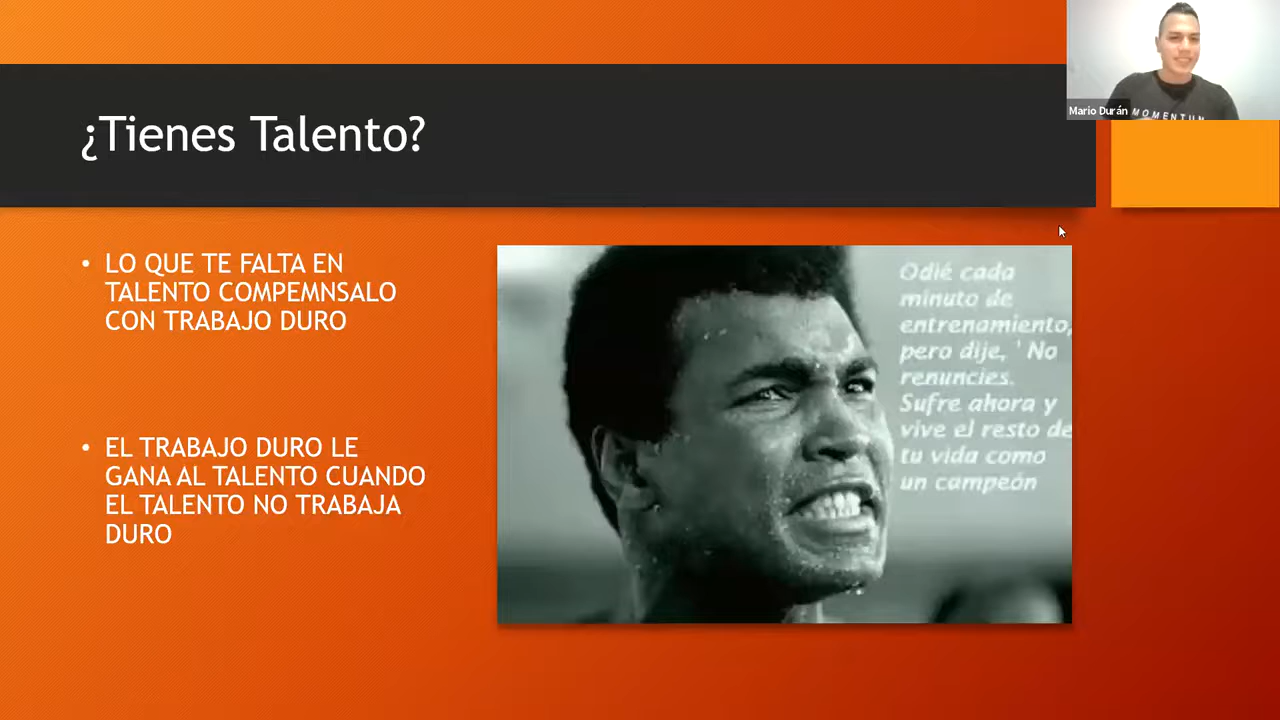 ¿Tienes Talento?
Mario Durán
MOMENTUM
• LO QUE TE FALTA EN
TALENTO COMPEMNSALO
CON TRABAJO DURO
• EL TRABAJO DURO LE
GANA AL TALENTO CUANDO
EL TALENTO NO TRABAJA
DURO
Odié cada
minuto de
entrenamiento,
pero dije, ' No
renuncies.
Sufre ahora y
vive el resto de
tu vida como
un campeón